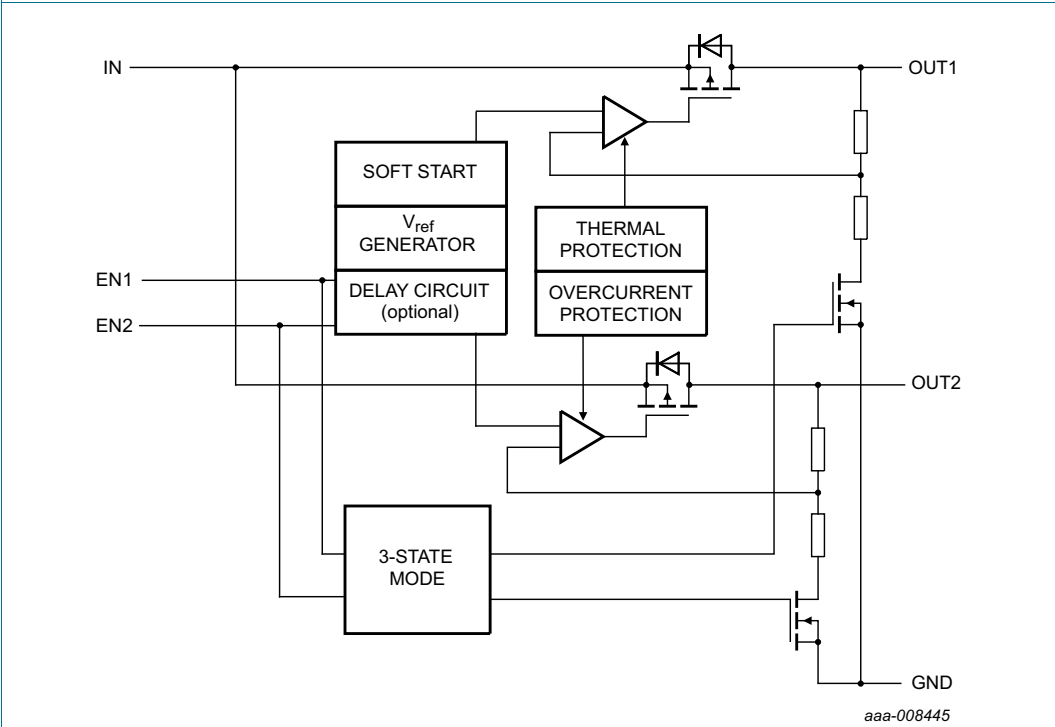 IN
OUT1
SOFT START
Vref
GENERATOR
THERMAL
PROTECTION
EN1
DELAY CIRCUIT
(optional)
OVERCURRENT
PROTECTION
EN2
OUT2
3-STATE
MODE
GND
aaa-008445